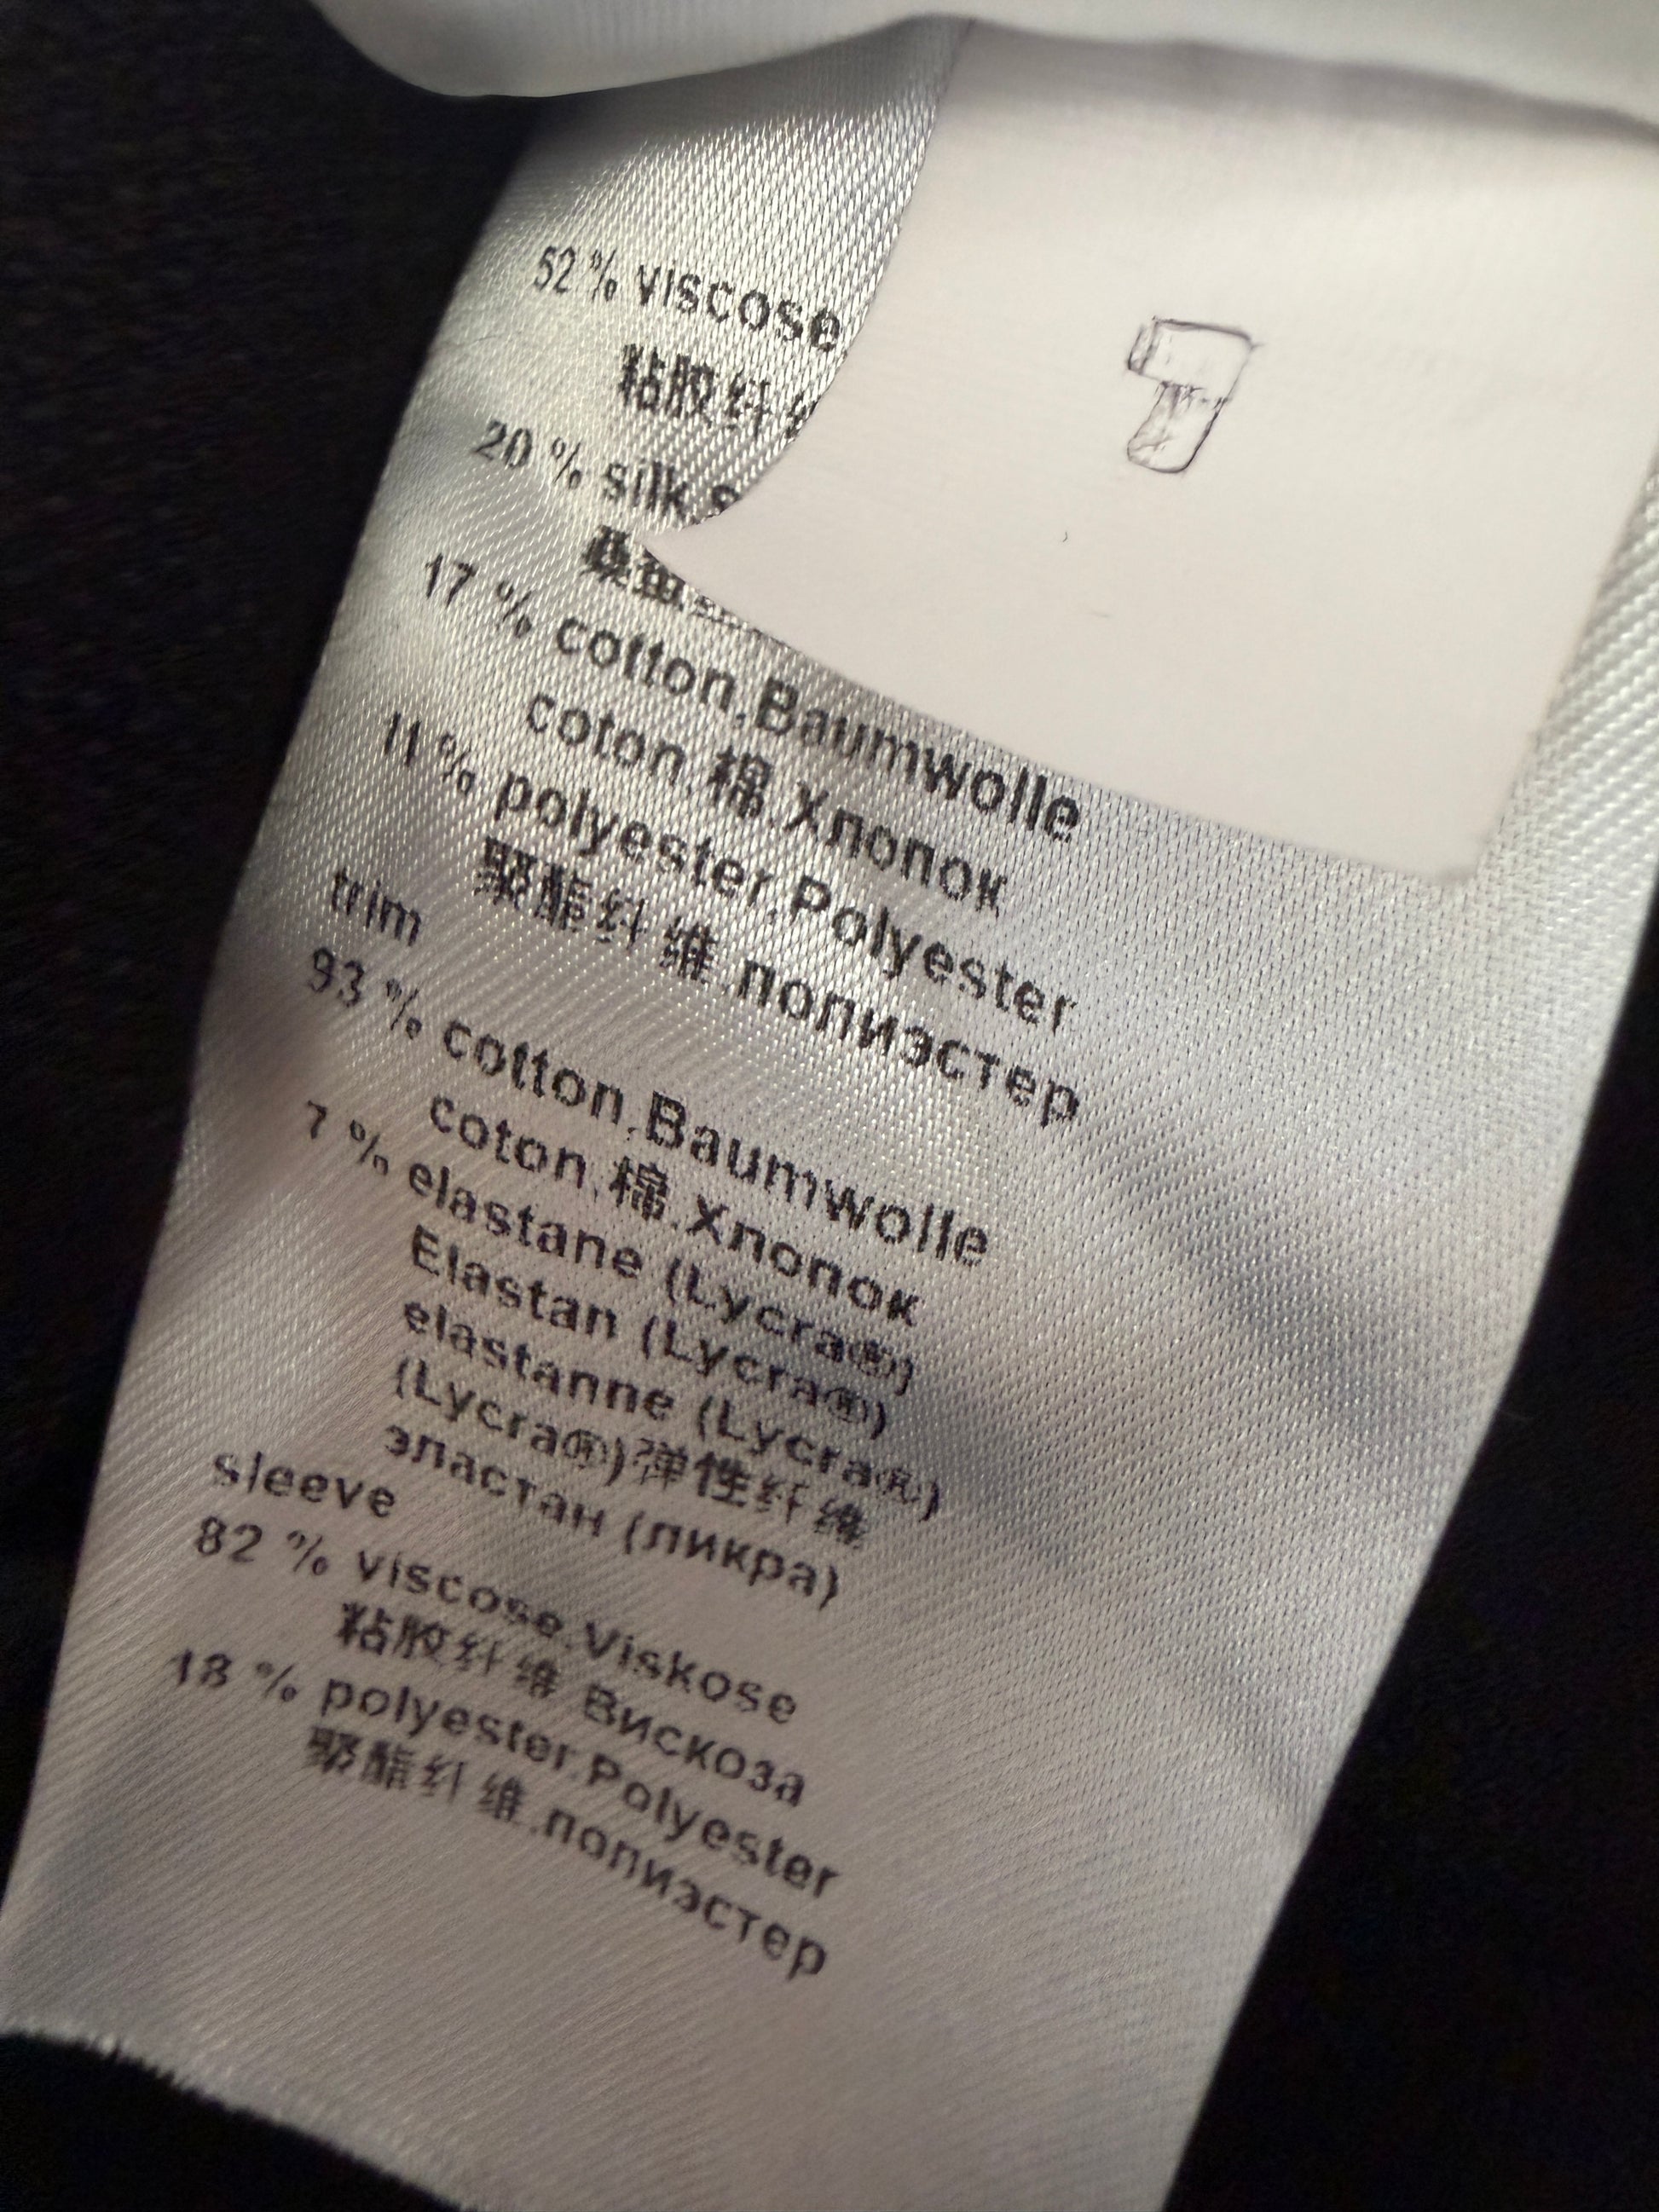 52 % viscose
粘胶纤
20 % silk
桑蚕
17 % cotton,Baumwolle
coton,棉,Хлопок
11 % polyester,Polyester
聚酯纤维,полиэстер
trim
93 % cotton,Baumwolle
coton,棉,Хлопок
7 % elastane (Lycra®)
Elastan (Lycra®)
elastanne (Lycra®)
(Lycra®)弹性纤维
эластан (ликра)
sleeve
82 % viscose,Viskose
粘胶纤维 Вискоза
18 % polyester,Polyester
聚酯纤维,полиэстер
7